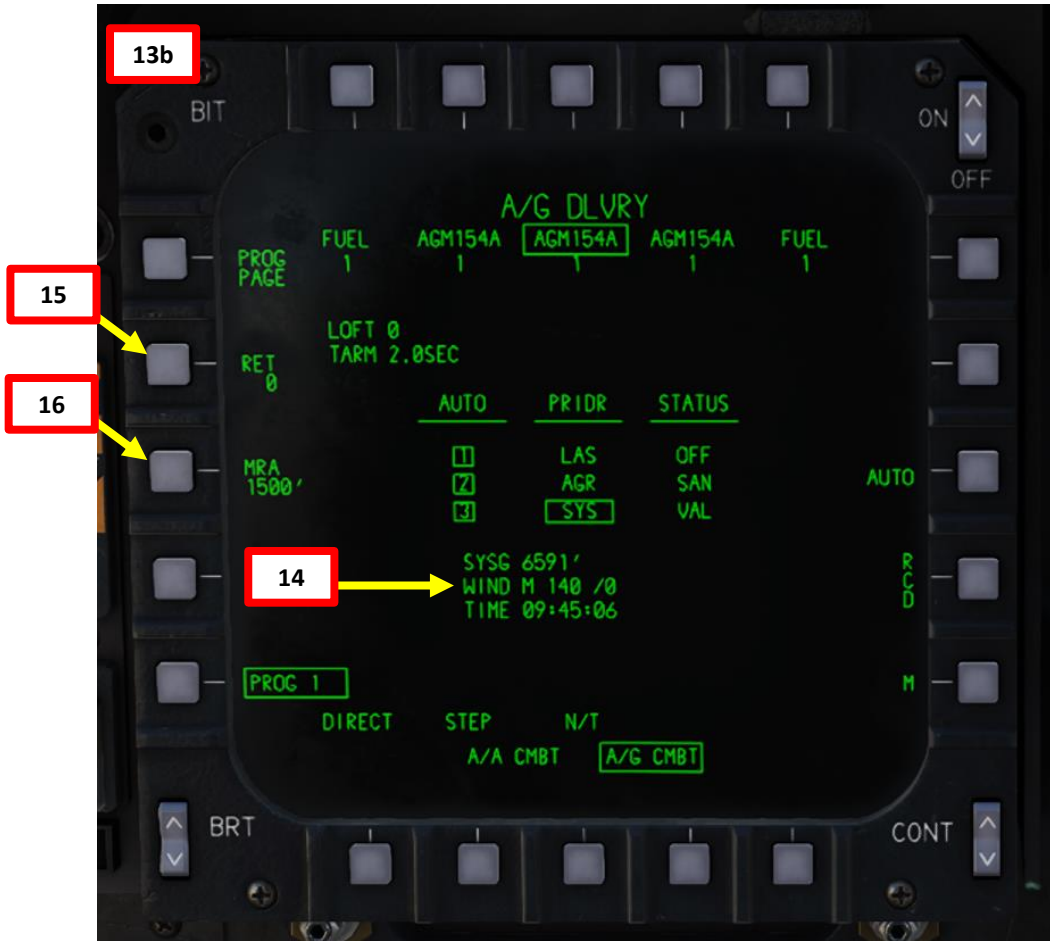 13b
BIT
ON
OFF
A/G DLVRY
FUEL AGM154A AGM154A AGM154A FUEL
1 1 1 1 1
PROG
PAGE
15
LOFT 0
TARM 2.0SEC
RET
0
16
AUTO PRIDR STATUS
1 LAS OFF
2 AGR SAN
3 SYS VAL
MRA
1500'
AUTO
14
SYSG 6591'
WIND M 140 /0
TIME 09:45:06
R
C
D
PROG 1
M
DIRECT STEP N/T
A/A CMBT A/G CMBT
BRT
CONT